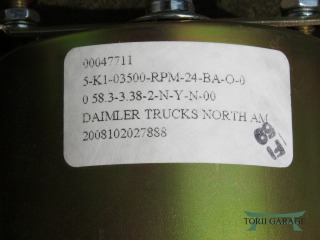 00047711
5-K1-03500-RPM-24-BA-O-0
0 58.3-3.38-2-N-Y-N-00
DAIMLER TRUCKS NORTH AM
2008102027888
TORII GARAGE